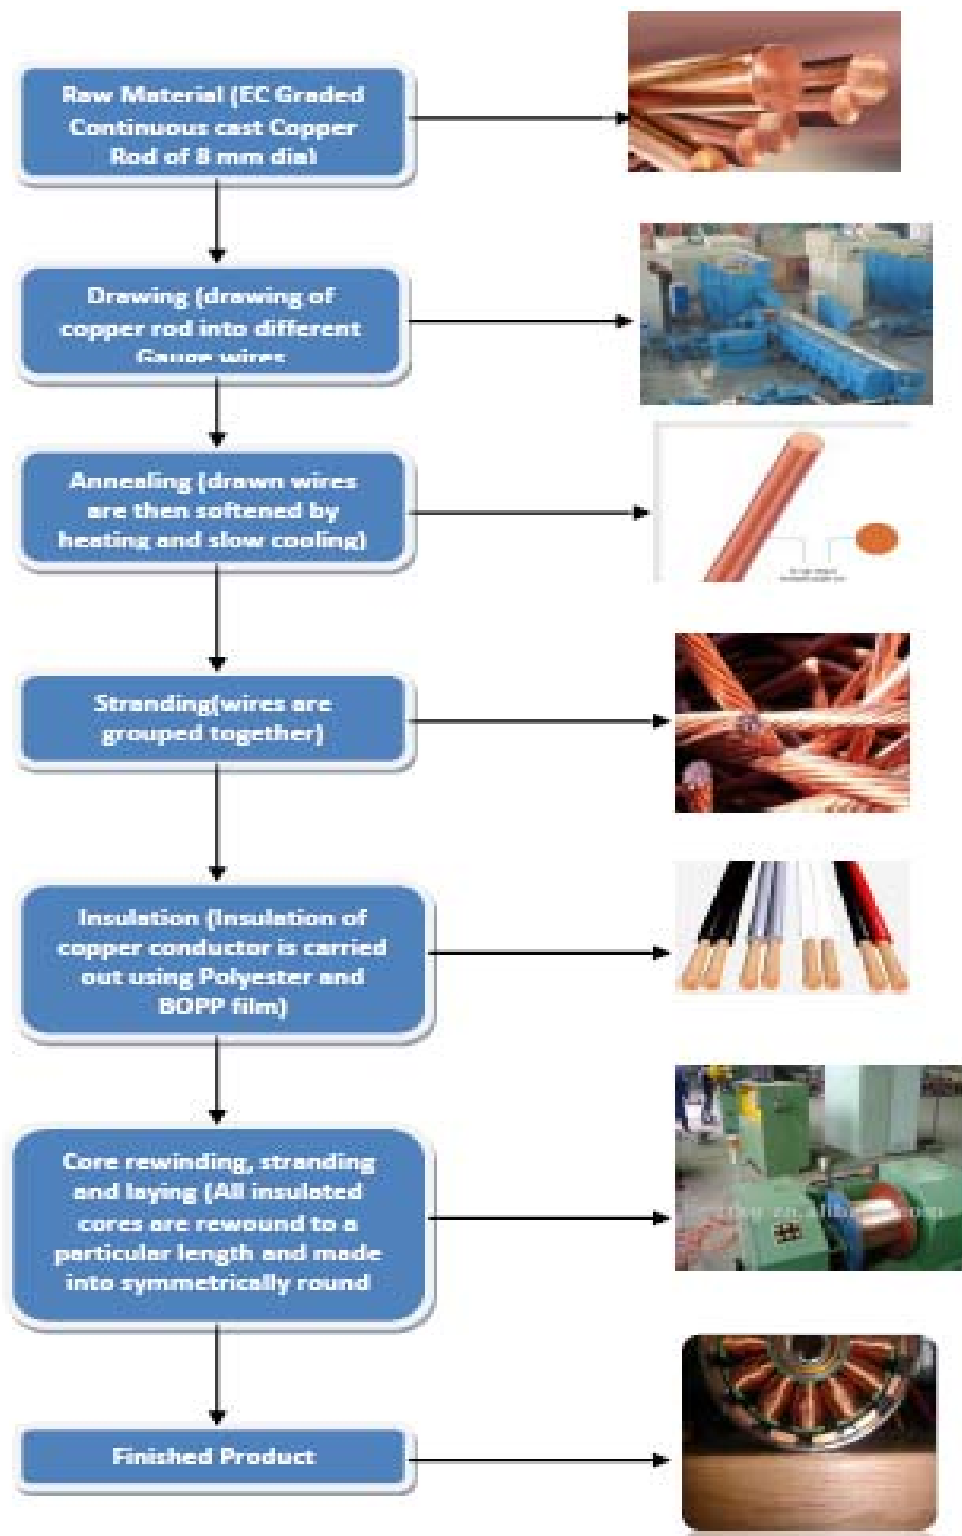 Raw Material (EC Graded
Continuous cast Copper
Rod of 8 mm dia)
Drawing (drawing of
copper rod into different
Gauge wires
Annealing (drawn wires
are then softened by
heating and slow cooling)
Stranding(wires are
grouped together)
Insulation (Insulation of
copper conductor is carried
out using Polyester and
BOPP film)
Core rewinding, stranding
and laying (All insulated
cores are rewound to a
particular length and made
into symmetrically round
Finished Product